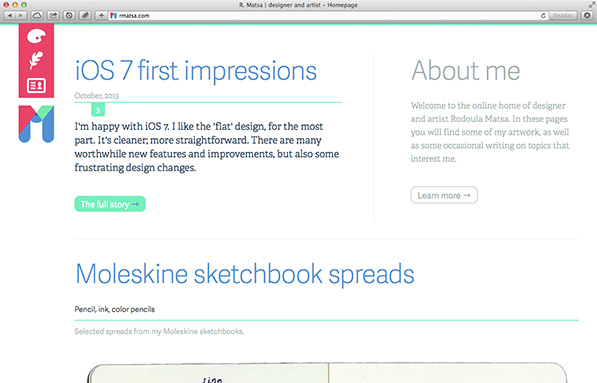 R. Matsa | designer and artist – Homepage
rmatsa.com
Reader
iOS 7 first impressions
October, 2013
3
I'm happy with iOS 7. I like the 'flat' design, for the most
part. It's cleaner; more straightforward. There are many
worthwhile new features and improvements, but also some
frustrating design changes.
The full story →
About me
Welcome to the online home of designer
and artist Rodoula Matsa. In these pages
you will find some of my artwork, as well
as some occasional writing on topics that
interest me.
Learn more →
Moleskine sketchbook spreads
Pencil, ink, color pencils
Selected spreads from my Moleskine sketchbooks.